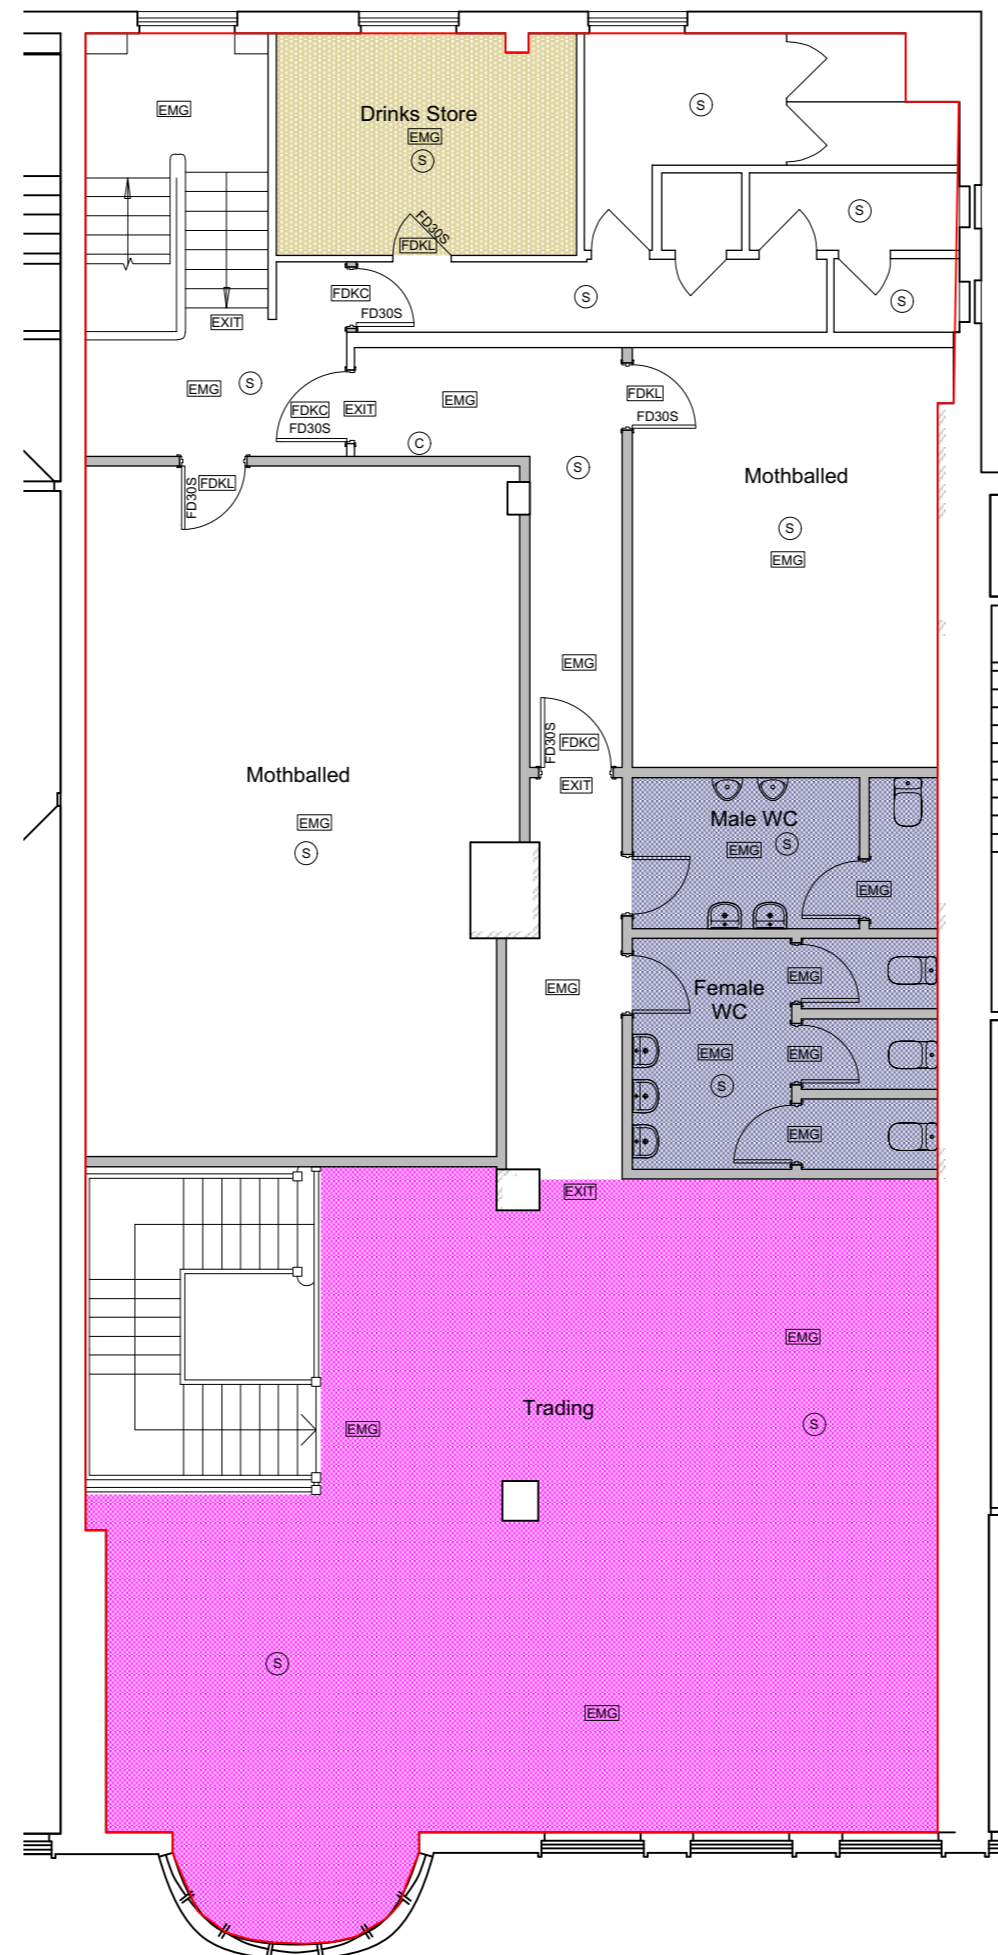 EMG
Drinks Store
EMG
S
S
FD30S
FDKL
S
S
S
FDKC
FD30S
EXIT
EMG
S
FDKC
FD30S
EXIT
EMG
C
FDKL
FD30S
S
FD30S
FDKL
Mothballed
S
EMG
EMG
FD30S
FDKC
EXIT
Mothballed
EMG
S
Male WC
EMG
S
EMG
EMG
Female
WC
EMG
S
EMG
EMG
EMG
EXIT
EMG
Trading
EMG
S
S
EMG